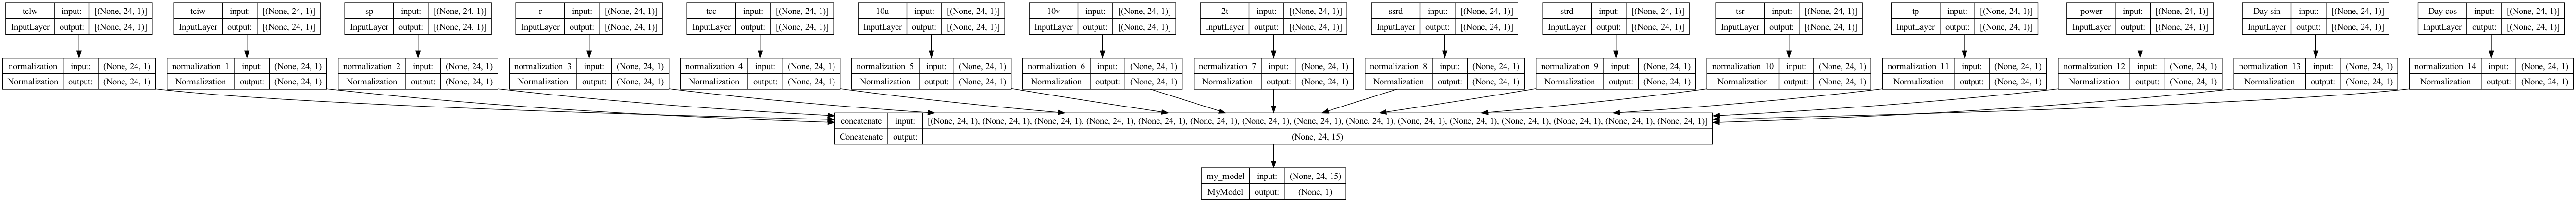 tclw input: [(None, 24, 1)]
InputLayer output: [(None, 24, 1)]
tciw input: [(None, 24, 1)]
InputLayer output: [(None, 24, 1)]
sp input: [(None, 24, 1)]
InputLayer output: [(None, 24, 1)]
r input: [(None, 24, 1)]
InputLayer output: [(None, 24, 1)]
tcc input: [(None, 24, 1)]
InputLayer output: [(None, 24, 1)]
10u input: [(None, 24, 1)]
InputLayer output: [(None, 24, 1)]
10v input: [(None, 24, 1)]
InputLayer output: [(None, 24, 1)]
2t input: [(None, 24, 1)]
InputLayer output: [(None, 24, 1)]
ssrd input: [(None, 24, 1)]
InputLayer output: [(None, 24, 1)]
strd input: [(None, 24, 1)]
InputLayer output: [(None, 24, 1)]
tsr input: [(None, 24, 1)]
InputLayer output: [(None, 24, 1)]
tp input: [(None, 24, 1)]
InputLayer output: [(None, 24, 1)]
power input: [(None, 24, 1)]
InputLayer output: [(None, 24, 1)]
Day sin input: [(None, 24, 1)]
InputLayer output: [(None, 24, 1)]
Day cos input: [(None, 24, 1)]
InputLayer output: [(None, 24, 1)]
normalization input: (None, 24, 1)
Normalization output: (None, 24, 1)
normalization_1 input: (None, 24, 1)
Normalization output: (None, 24, 1)
normalization_2 input: (None, 24, 1)
Normalization output: (None, 24, 1)
normalization_3 input: (None, 24, 1)
Normalization output: (None, 24, 1)
normalization_4 input: (None, 24, 1)
Normalization output: (None, 24, 1)
normalization_5 input: (None, 24, 1)
Normalization output: (None, 24, 1)
normalization_6 input: (None, 24, 1)
Normalization output: (None, 24, 1)
normalization_7 input: (None, 24, 1)
Normalization output: (None, 24, 1)
normalization_8 input: (None, 24, 1)
Normalization output: (None, 24, 1)
normalization_9 input: (None, 24, 1)
Normalization output: (None, 24, 1)
normalization_10 input: (None, 24, 1)
Normalization output: (None, 24, 1)
normalization_11 input: (None, 24, 1)
Normalization output: (None, 24, 1)
normalization_12 input: (None, 24, 1)
Normalization output: (None, 24, 1)
normalization_13 input: (None, 24, 1)
Normalization output: (None, 24, 1)
normalization_14 input: (None, 24, 1)
Normalization output: (None, 24, 1)
concatenate input: [(None, 24, 1), (None, 24, 1), (None, 24, 1), (None, 24, 1), (None, 24, 1), (None, 24, 1), (None, 24, 1), (None, 24, 1), (None, 24, 1), (None, 24, 1), (None, 24, 1), (None, 24, 1), (None, 24, 1), (None, 24, 1), (None, 24, 1)]
Concatenate output: (None, 24, 15)
my_model input: (None, 24, 15)
MyModel output: (None, 1)